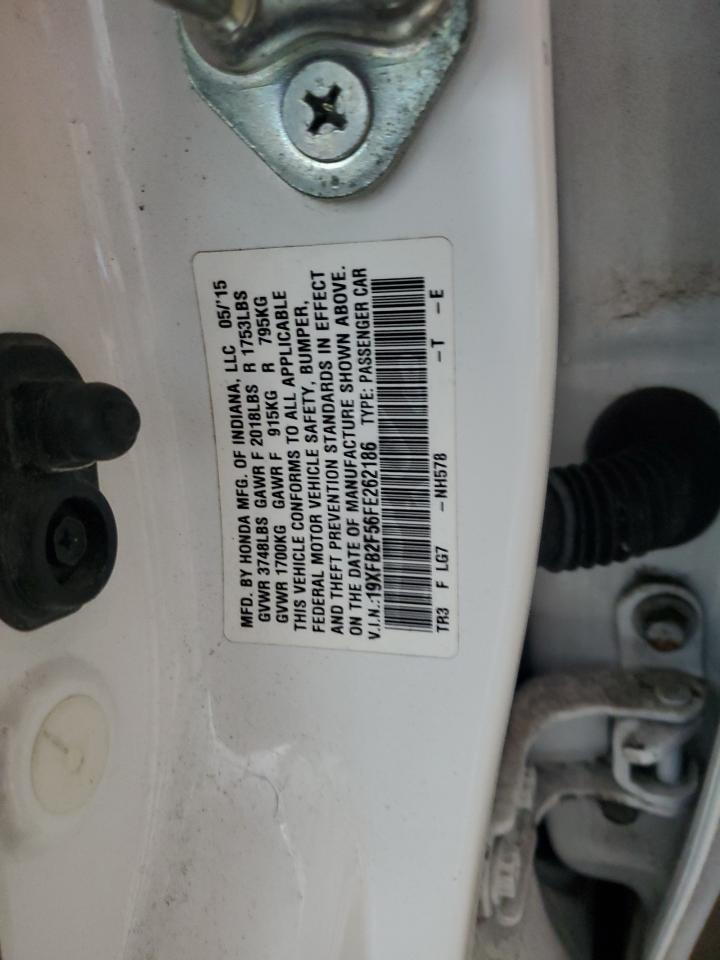 MFD. BY HONDA MFG. OF INDIANA, LLC 05/'15
GVWR 3748LBS GAWR F 2018LBS R 1753LBS
GVWR 1700KG GAWR F 915KG R 795KG
THIS VEHICLE CONFORMS TO ALL APPLICABLE
FEDERAL MOTOR VEHICLE SAFETY, BUMPER,
AND THEFT PREVENTION STANDARDS IN EFFECT
ON THE DATE OF MANUFACTURE SHOWN ABOVE.
V.I.N.:19XFB2F56FE262186 TYPE: PASSENGER CAR
TR3 F LG7 -NH578 -T -E